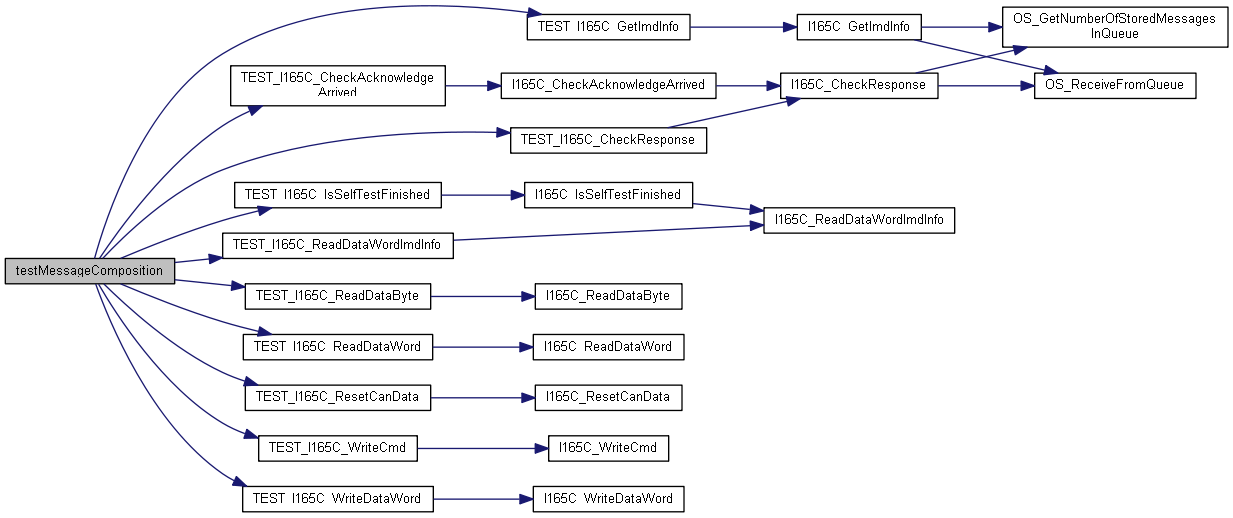 TEST_I165C_GetImdInfo
I165C_GetImdInfo
OS_GetNumberOfStoredMessages
InQueue
TEST_I165C_CheckAcknowledge
Arrived
I165C_CheckAcknowledgeArrived
I165C_CheckResponse
OS_ReceiveFromQueue
TEST_I165C_CheckResponse
TEST_I165C_IsSelfTestFinished
I165C_IsSelfTestFinished
I165C_ReadDataWordImdInfo
TEST_I165C_ReadDataWordImdInfo
testMessageComposition
TEST_I165C_ReadDataByte
I165C_ReadDataByte
TEST_I165C_ReadDataWord
I165C_ReadDataWord
TEST_I165C_ResetCanData
I165C_ResetCanData
TEST_I165C_WriteCmd
I165C_WriteCmd
TEST_I165C_WriteDataWord
I165C_WriteDataWord